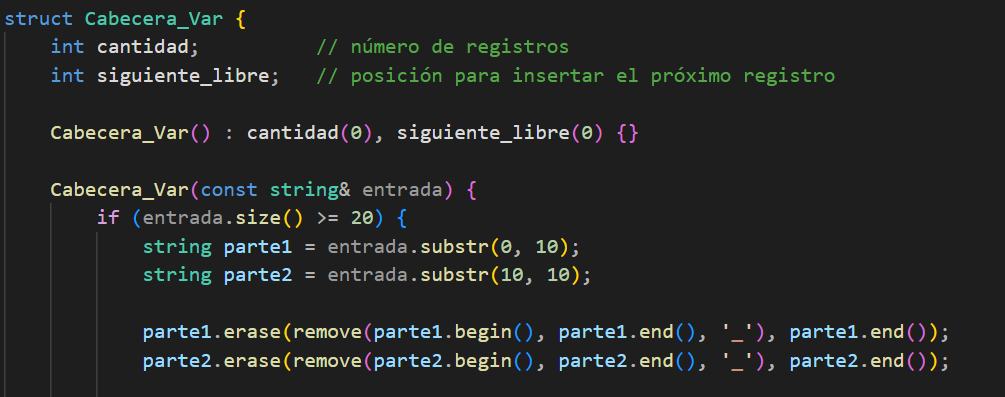 struct Cabecera_Var {
    int cantidad;          // número de registros
    int siguiente_libre;   // posición para insertar el próximo registro
    Cabecera_Var() : cantidad(0), siguiente_libre(0) {}
    Cabecera_Var(const string& entrada) {
        if (entrada.size() >= 20) {
            string parte1 = entrada.substr(0, 10);
            string parte2 = entrada.substr(10, 10);
            parte1.erase(remove(parte1.begin(), parte1.end(), '_'), parte1.end());
            parte2.erase(remove(parte2.begin(), parte2.end(), '_'), parte2.end());